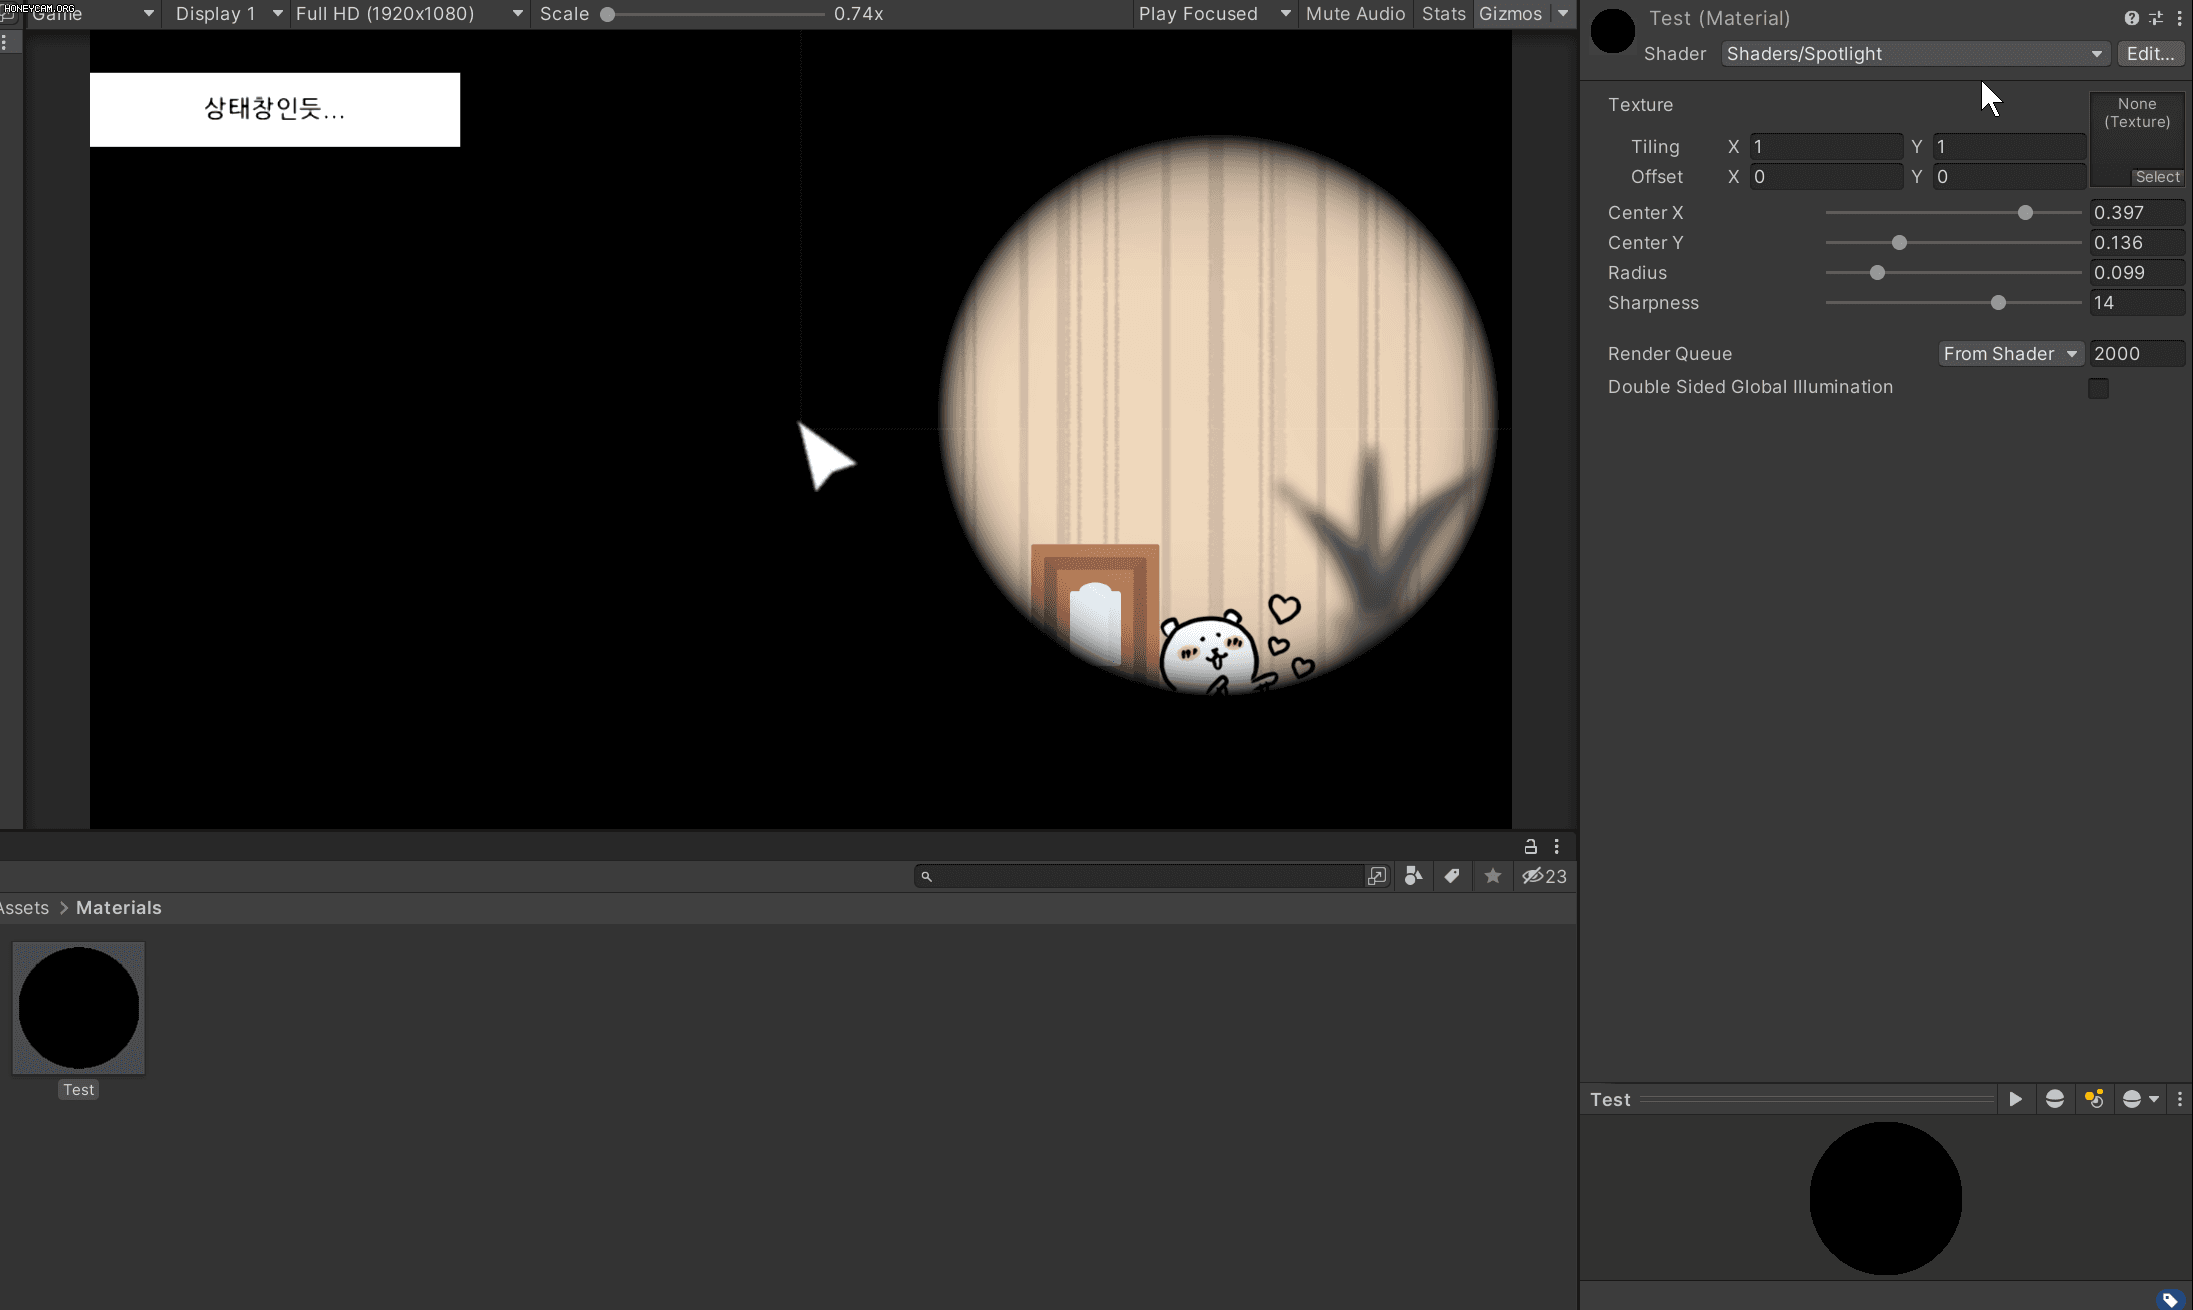 HONEYCAM.ORG
Game Display 1 Full HD (1920x1080) Scale 0.74x Play Focused Mute Audio Stats Gizmos
상태창인듯...
Test (Material)
Shader Shaders/Spotlight Edit...
Texture
None
(Texture)
Tiling X 1 Y 1
Offset X 0 Y 0
Select
Center X 0.397
Center Y 0.136
Radius 0.099
Sharpness 14
Render Queue From Shader 2000
Double Sided Global Illumination
23
Assets > Materials
Test
Test